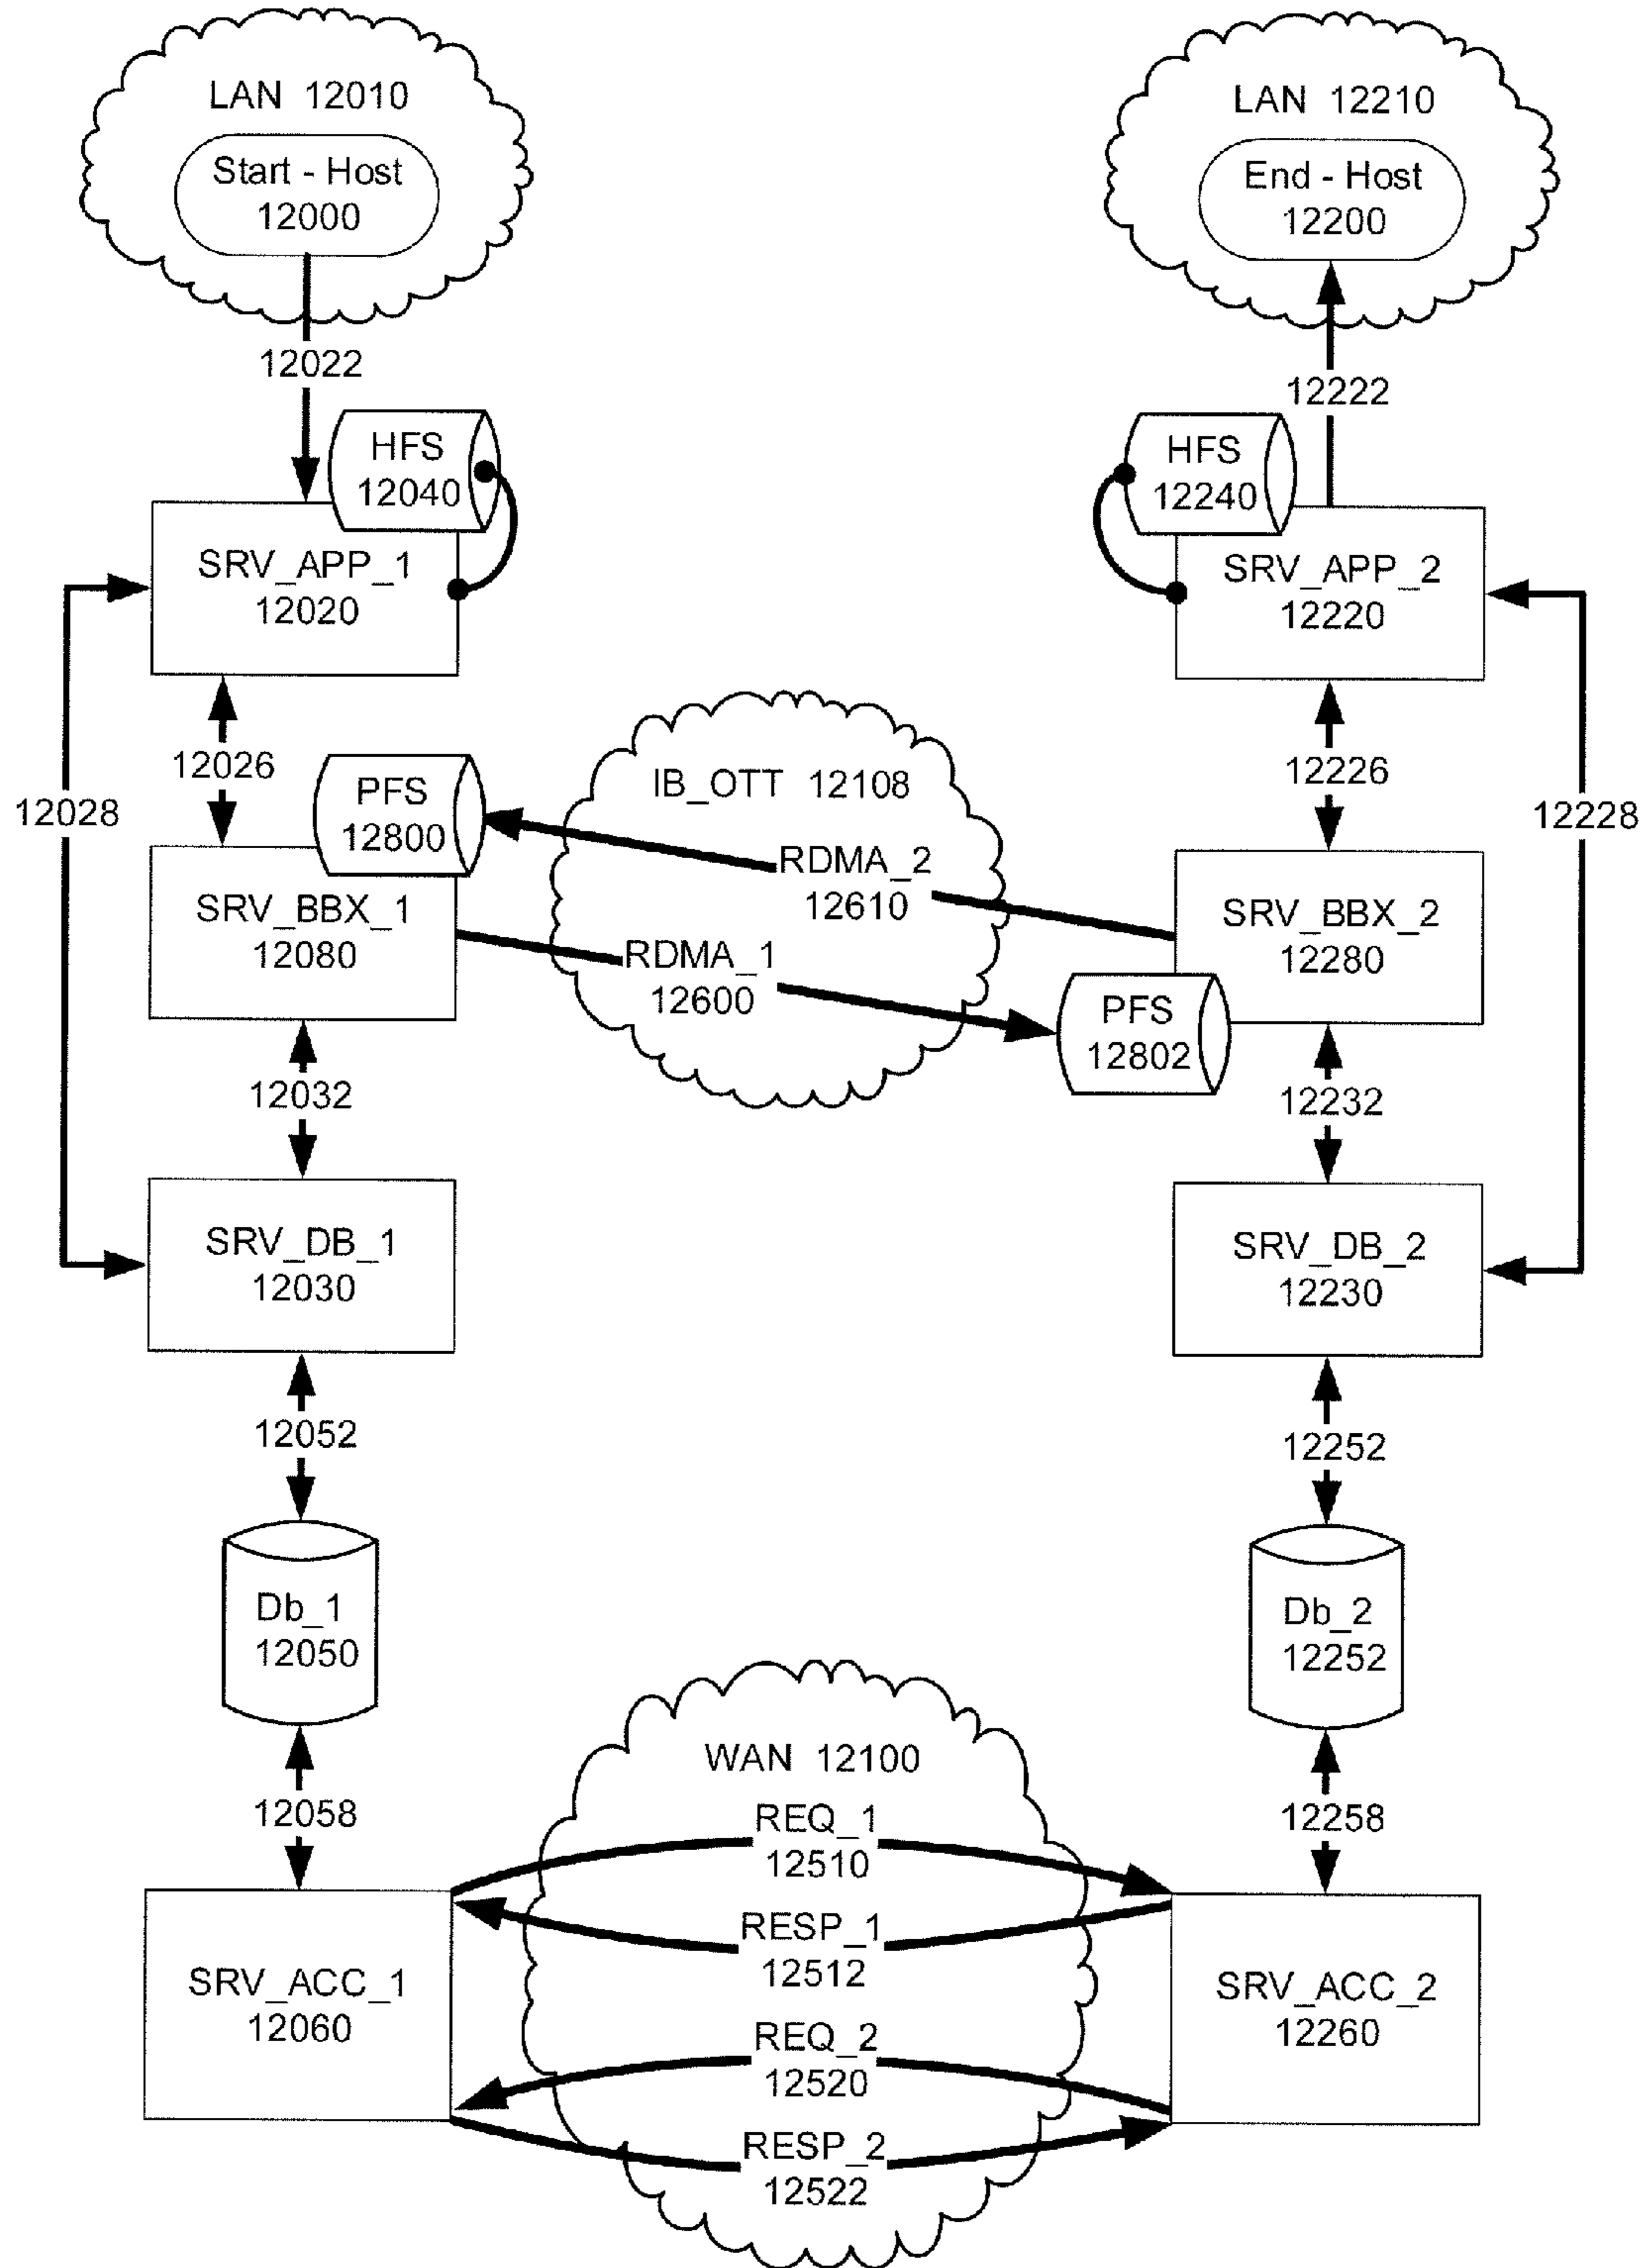 LAN 12010
Start - Host
12000
LAN 12210
End - Host
12200
12022
12222
HFS
12040
HFS
12240
SRV_APP_1
12020
SRV_APP_2
12220
12026
12226
12028
12228
PFS
12800
IB_OTT 12108
RDMA_2
12610
SRV_BBX_1
12080
SRV_BBX_2
12280
RDMA_1
12600
PFS
12802
12032
12232
SRV_DB_1
12030
SRV_DB_2
12230
12052
12252
Db_1
12050
Db_2
12252
WAN 12100
12058
12258
REQ_1
12510
RESP_1
12512
SRV_ACC_1
12060
SRV_ACC_2
12260
REQ_2
12520
RESP_2
12522